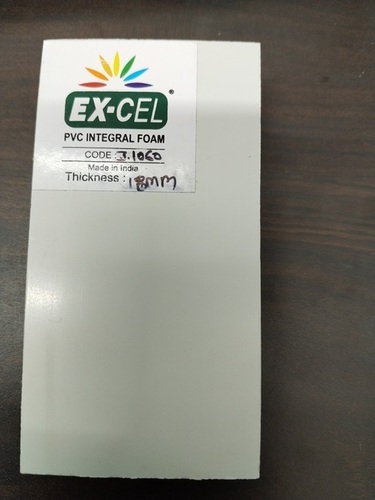 EX-CEL®
PVC INTEGRAL FOAM
CODE : J.1060
Made in India
Thickness : 18mm